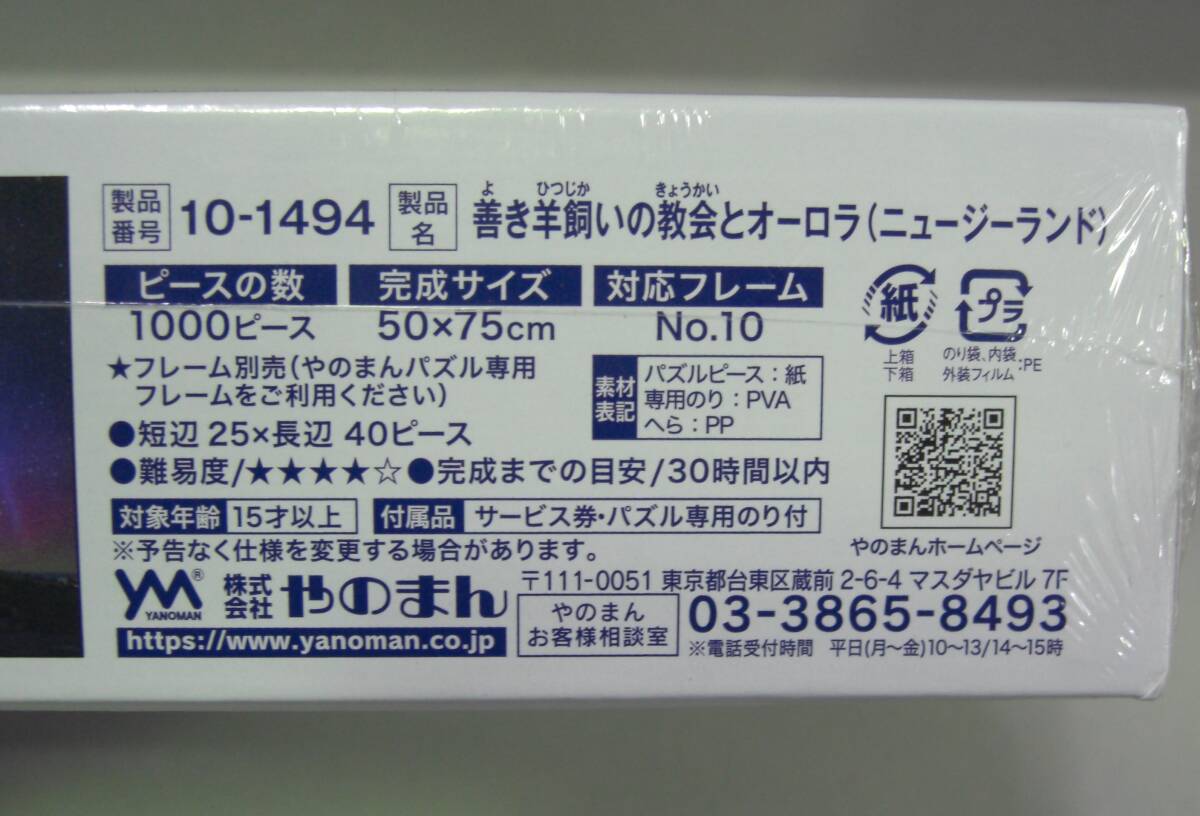 製品番号 10-1494 製品名 善き羊飼いの教会とオーロラ(ニュージーランド)
よ ひつじか きょうかい
ピースの数 完成サイズ 対応フレーム
1000ピース 50×75cm No.10
★フレーム別売(やのまんパズル専用
フレームをご利用ください)
素材表記
パズルピース:紙
専用のり:PVA
へら:PP
紙 プラ
上箱
下箱
のり袋、内袋
外装フィルム :PE
●短辺 25×長辺 40ピース
●難易度/★★★★☆ ●完成までの目安/30時間以内
対象年齢 15才以上 付属品 サービス券・パズル専用のり付
※予告なく仕様を変更する場合があります。
やのまんホームページ
YM® YANOMAN 株式会社 やのまん
https://www.yanoman.co.jp
〒111-0051 東京都台東区蔵前 2-6-4 マスダヤビル 7F
やのまん
お客様相談室
03-3865-8493
※電話受付時間 平日(月~金)10~13/14~15時